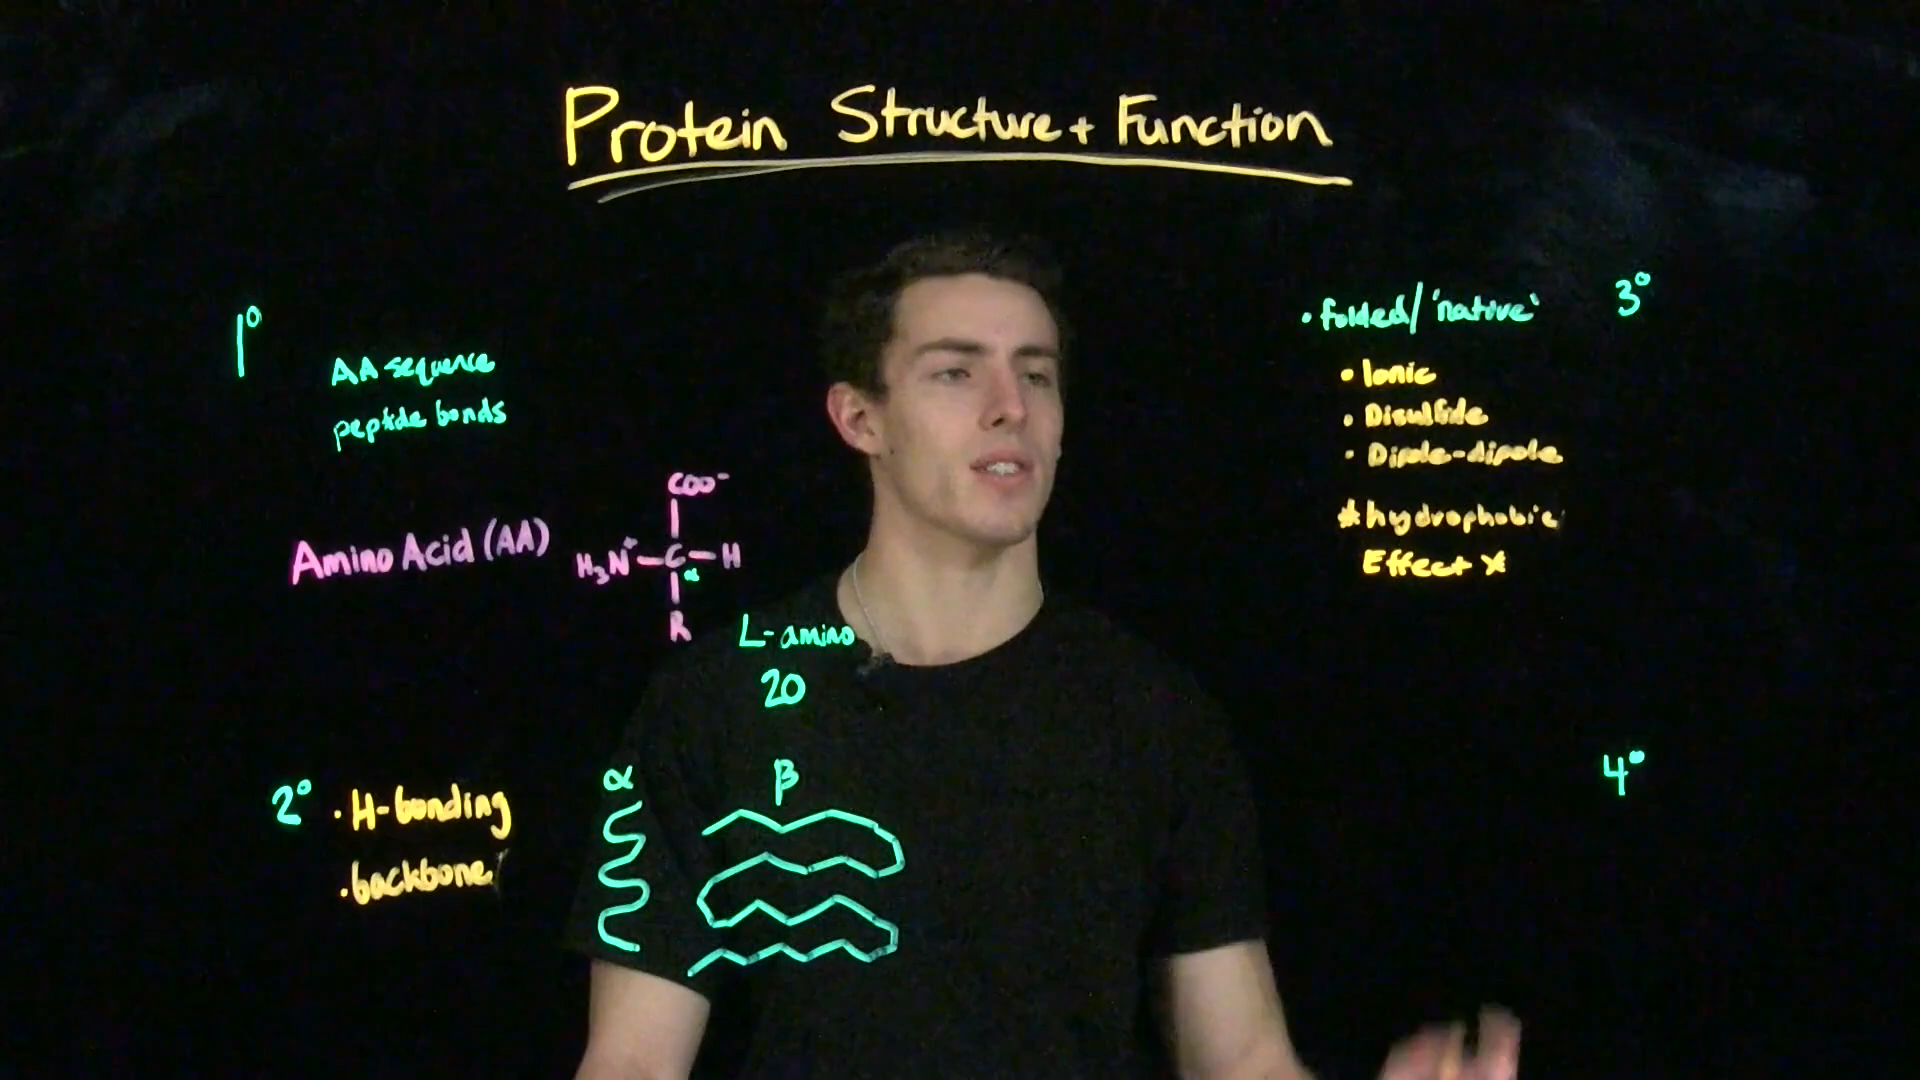 Protein Structure + Function
1°
AA sequence
peptide bonds
Amino Acid (AA)
COO⁻
H₃N⁺–C–H
α
R
L-amino
20
2°
· H-bonding
· backbone
α
β
3°
· folded/'native'
• Ionic
• Disulfide
• Dipole-dipole
* hydrophobic
Effect *
4°